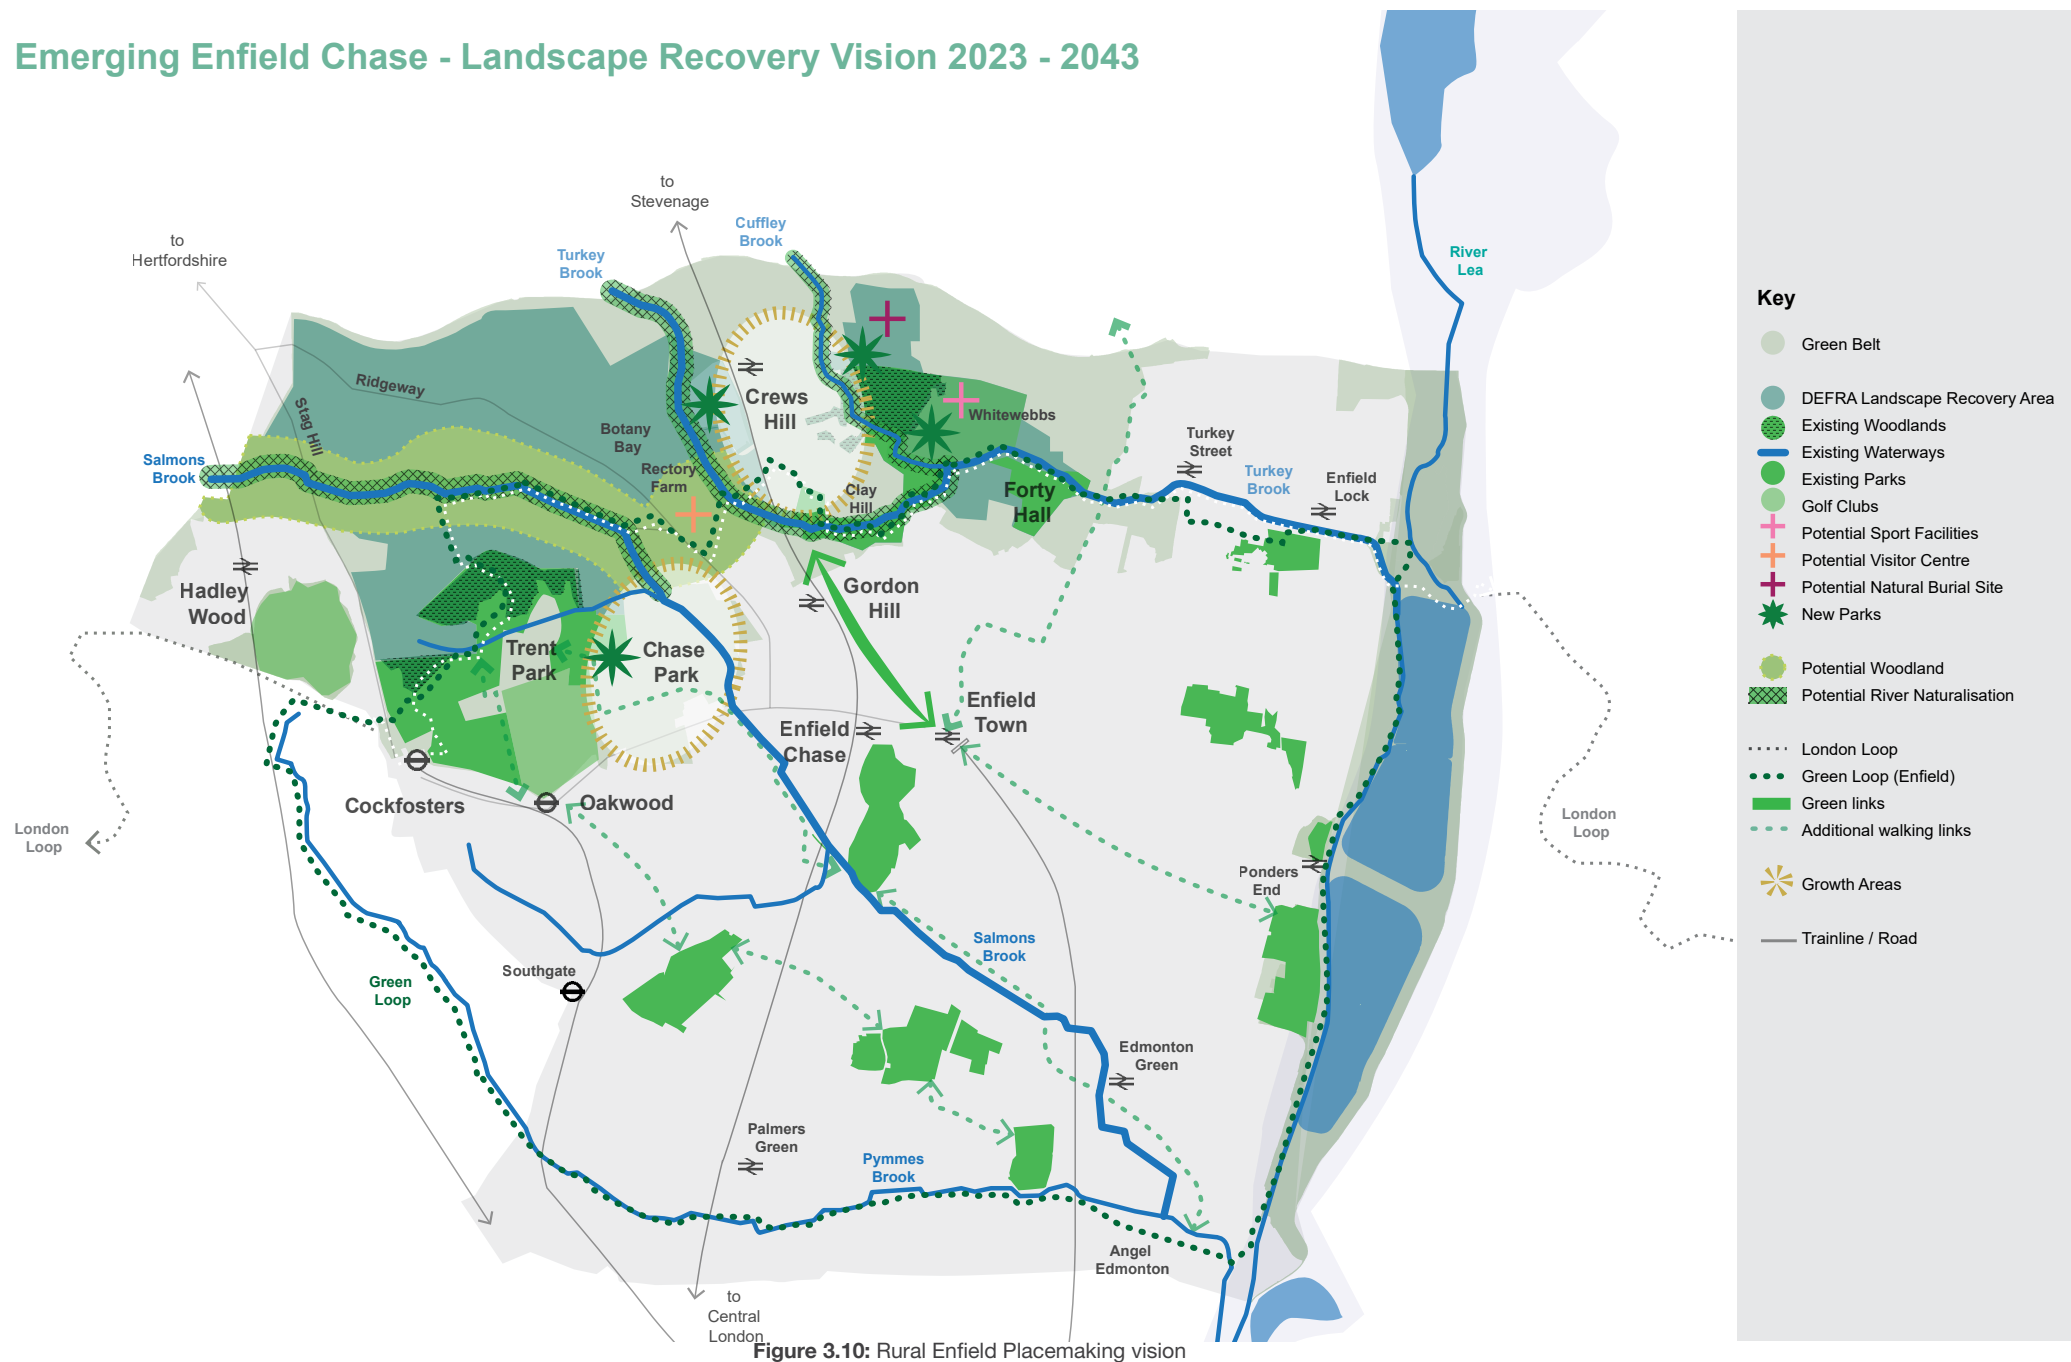 Emerging Enfield Chase - Landscape Recovery Vision 2023 - 2043
to
Stevenage
Cuffley
Brook
to
Hertfordshire
Turkey
Brook
River
Lea
Ridgeway
Stag Hill
Crews
Hill
Whitewebbs
Botany
Bay
Rectory
Farm
Salmons
Brook
Turkey
Street
Turkey
Brook
Enfield
Lock
Clay
Hill
Forty
Hall
Hadley
Wood
Gordon
Hill
Trent
Park
Chase
Park
Enfield
Town
Enfield
Chase
Cockfosters
Oakwood
London
Loop
London
Loop
Ponders
End
Salmons
Brook
Southgate
Green
Loop
Edmonton
Green
Palmers
Green
Pymmes
Brook
Angel
Edmonton
to
Central
London
Key
Green Belt
DEFRA Landscape Recovery Area
Existing Woodlands
Existing Waterways
Existing Parks
Golf Clubs
Potential Sport Facilities
Potential Visitor Centre
Potential Natural Burial Site
New Parks
Potential Woodland
Potential River Naturalisation
London Loop
Green Loop (Enfield)
Green links
Additional walking links
Growth Areas
Trainline / Road
Figure 3.10: Rural Enfield Placemaking vision